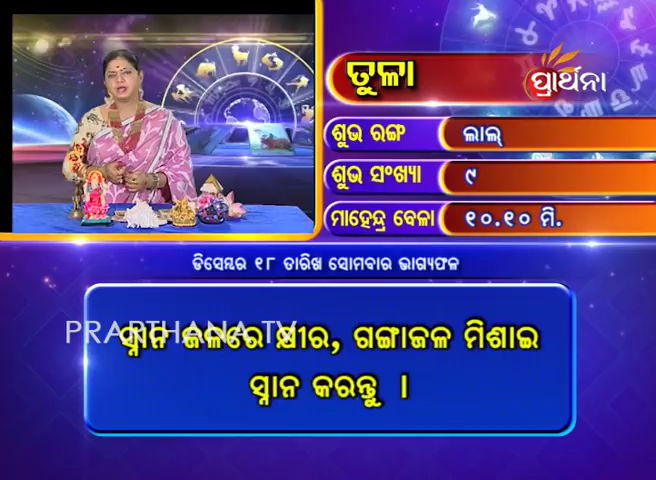 ତୁଳା
ପ୍ରାର୍ଥନା
ଶୁଭ ରଙ୍ଗ ଲାଲ୍
ଶୁଭ ସଂଖ୍ୟା ୯
ମାହେନ୍ଦ୍ର ବେଳା ୧୦.୧୦ ମି.
ଡିସେମ୍ବର ୧୮ ତାରିଖ ସୋମବାର ଭାଗ୍ୟଫଳ
PRARTHANA TV
ସ୍ନାନ ଜଳରେ କ୍ଷୀର, ଗଙ୍ଗାଜଳ ମିଶାଇ
ସ୍ନାନ କରନ୍ତୁ ।